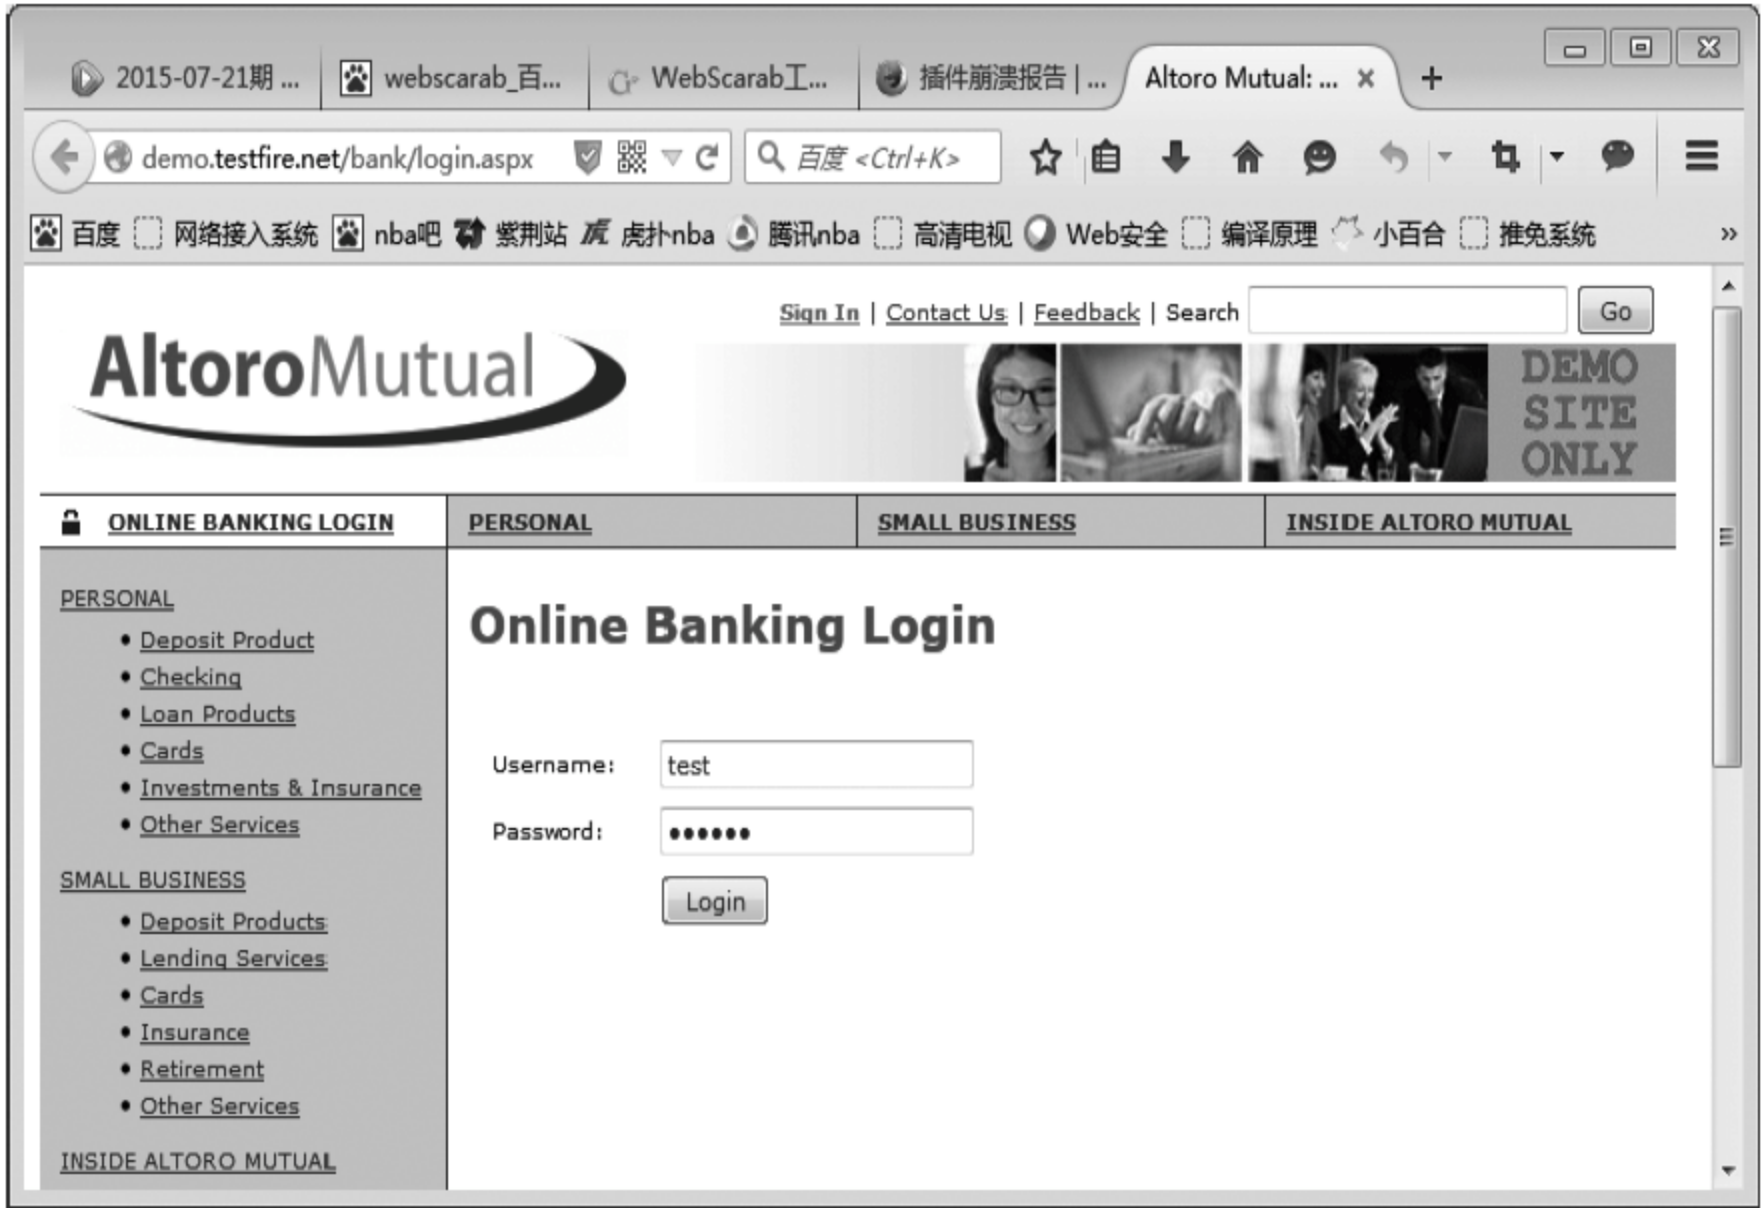 2015-07-21期 ... webscarab_百... WebScarab工... 插件崩溃报告 | ... Altoro Mutual: ...
demo.testfire.net/bank/login.aspx 百度 <Ctrl+K>
百度 网络接入系统 nba吧 紫荆站 虎扑nba 腾讯nba 高清电视 Web安全 编译原理 小百合 推免系统 »
Sign In | Contact Us | Feedback | Search Go
AltoroMutual
DEMO
SITE
ONLY
ONLINE BANKING LOGIN PERSONAL SMALL BUSINESS INSIDE ALTORO MUTUAL
PERSONAL
• Deposit Product
• Checking
• Loan Products
• Cards
• Investments & Insurance
• Other Services
SMALL BUSINESS
• Deposit Products
• Lending Services
• Cards
• Insurance
• Retirement
• Other Services
INSIDE ALTORO MUTUAL
Online Banking Login
Username: test
Password: ••••••
Login